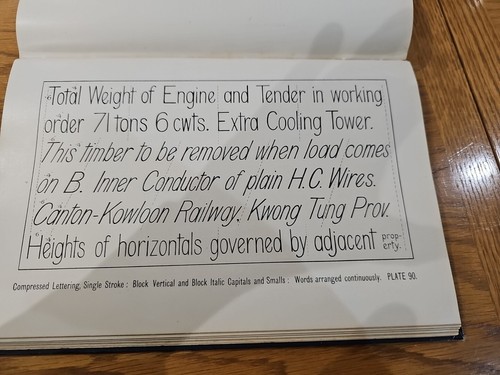 Total Weight of Engine and Tender in working
order 71 tons 6 cwts. Extra Cooling Tower.
This timber to be removed when load comes
on B. Inner Conductor of plain H.C. Wires.
Canton-Kowloon Railway. Kwong Tung Prov.
Heights of horizontals governed by adjacent prop-
erty.
Compressed Lettering, Single Stroke: Block Vertical and Block Italic Capitals and Smalls: Words arranged continuously. PLATE 90.